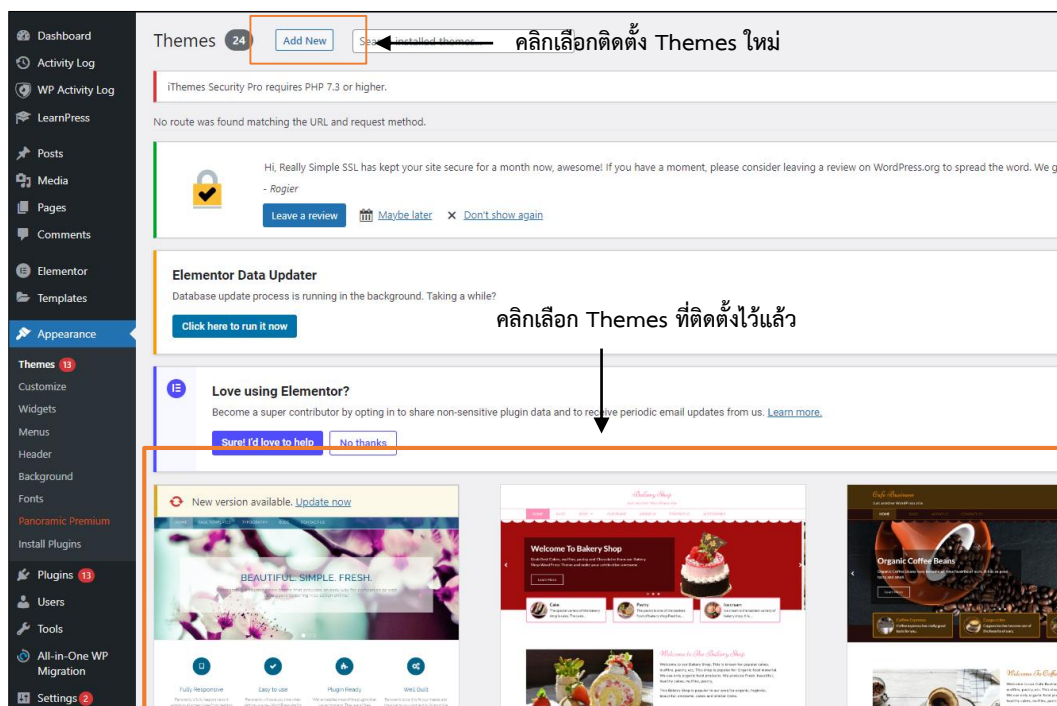 Dashboard
Activity Log
WP Activity Log
LearnPress
Posts
Media
Pages
Comments
Elementor
Templates
Appearance
Themes 13
Customize
Widgets
Menus
Header
Background
Fonts
Panoramic Premium
Install Plugins
Plugins 13
Users
Tools
All-in-One WP
Migration
Settings 2
Themes 24 Add New Search installed themes...
คลิกเลือกติดตั้ง Themes ใหม่
iThemes Security Pro requires PHP 7.3 or higher.
No route was found matching the URL and request method.
Hi, Really Simple SSL has kept your site secure for a month now, awesome! If you have a moment, please consider leaving a review on WordPress.org to spread the word. We g
- Rogier
Leave a review Maybe later Don't show again
Elementor Data Updater
Database update process is running in the background. Taking a while?
Click here to run it now
คลิกเลือก Themes ที่ติดตั้งไว้แล้ว
Love using Elementor?
Become a super contributor by opting in to share non-sensitive plugin data and to receive periodic email updates from us. Learn more.
Sure! I'd love to help No thanks
New version available. Update now
BEAUTIFUL. SIMPLE. FRESH.
Fully Responsive Easy to use Plugin Ready Well Built
Bakery Shop
Welcome To Bakery Shop
Learn More
Cake Pastry Icecream
Welcome to The Bakery Shop
Cafe Business
HOME
Organic Coffee Beans